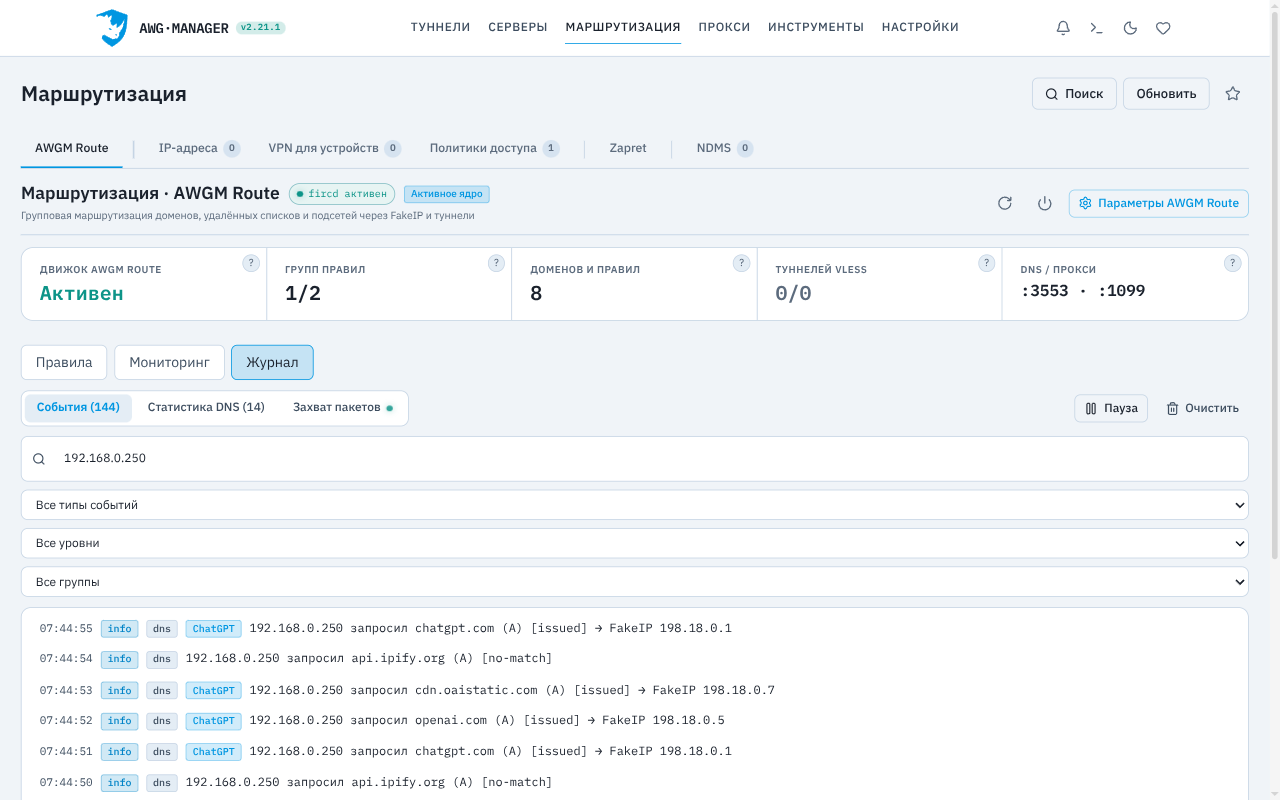 AWG·MANAGER v2.21.1 ТУННЕЛИ СЕРВЕРЫ МАРШРУТИЗАЦИЯ ПРОКСИ ИНСТРУМЕНТЫ НАСТРОЙКИ
Маршрутизация Поиск Обновить
AWGM Route IP-адреса 0 VPN для устройств 0 Политики доступа 1 Zapret NDMS 0
Маршрутизация · AWGM Route fircd активен Активное ядро
Групповая маршрутизация доменов, удалённых списков и подсетей через FakeIP и туннели
Параметры AWGM Route
ДВИЖОК AWGM ROUTE ? ГРУПП ПРАВИЛ ? ДОМЕНОВ И ПРАВИЛ ? ТУННЕЛЕЙ VLESS ? DNS / ПРОКСИ ?
Активен 1/2 8 0/0 :3553 · :1099
Правила Мониторинг Журнал
События (144) Статистика DNS (14) Захват пакетов Пауза Очистить
192.168.0.250
Все типы событий
Все уровни
Все группы
07:44:55 info dns ChatGPT 192.168.0.250 запросил chatgpt.com (A) [issued] → FakeIP 198.18.0.1
07:44:54 info dns 192.168.0.250 запросил api.ipify.org (A) [no-match]
07:44:53 info dns ChatGPT 192.168.0.250 запросил cdn.oaistatic.com (A) [issued] → FakeIP 198.18.0.7
07:44:52 info dns ChatGPT 192.168.0.250 запросил openai.com (A) [issued] → FakeIP 198.18.0.5
07:44:51 info dns ChatGPT 192.168.0.250 запросил chatgpt.com (A) [issued] → FakeIP 198.18.0.1
07:44:50 info dns 192.168.0.250 запросил api.ipify.org (A) [no-match]